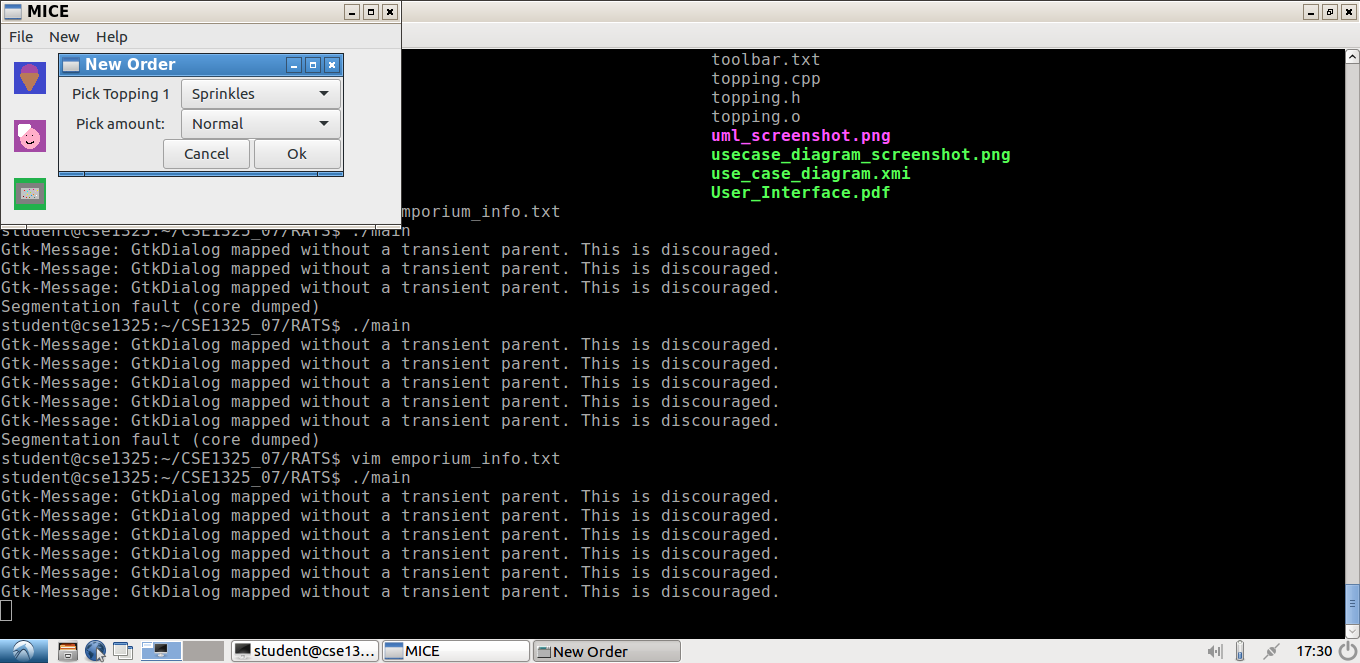 MICE
File New Help
New Order
Pick Topping 1 Sprinkles
Pick amount: Normal
Cancel Ok
toolbar.txt
topping.cpp
topping.h
topping.o
uml_screenshot.png
usecase_diagram_screenshot.png
use_case_diagram.xmi
User_Interface.pdf
mporium_info.txt
student@cse1325:~/CSE1325_07/RATS$ ./main
Gtk-Message: GtkDialog mapped without a transient parent. This is discouraged.
Gtk-Message: GtkDialog mapped without a transient parent. This is discouraged.
Gtk-Message: GtkDialog mapped without a transient parent. This is discouraged.
Segmentation fault (core dumped)
student@cse1325:~/CSE1325_07/RATS$ ./main
Gtk-Message: GtkDialog mapped without a transient parent. This is discouraged.
Gtk-Message: GtkDialog mapped without a transient parent. This is discouraged.
Gtk-Message: GtkDialog mapped without a transient parent. This is discouraged.
Gtk-Message: GtkDialog mapped without a transient parent. This is discouraged.
Gtk-Message: GtkDialog mapped without a transient parent. This is discouraged.
Segmentation fault (core dumped)
student@cse1325:~/CSE1325_07/RATS$ vim emporium_info.txt
student@cse1325:~/CSE1325_07/RATS$ ./main
Gtk-Message: GtkDialog mapped without a transient parent. This is discouraged.
Gtk-Message: GtkDialog mapped without a transient parent. This is discouraged.
Gtk-Message: GtkDialog mapped without a transient parent. This is discouraged.
Gtk-Message: GtkDialog mapped without a transient parent. This is discouraged.
Gtk-Message: GtkDialog mapped without a transient parent. This is discouraged.
Gtk-Message: GtkDialog mapped without a transient parent. This is discouraged.
student@cse13... MICE New Order 17:30